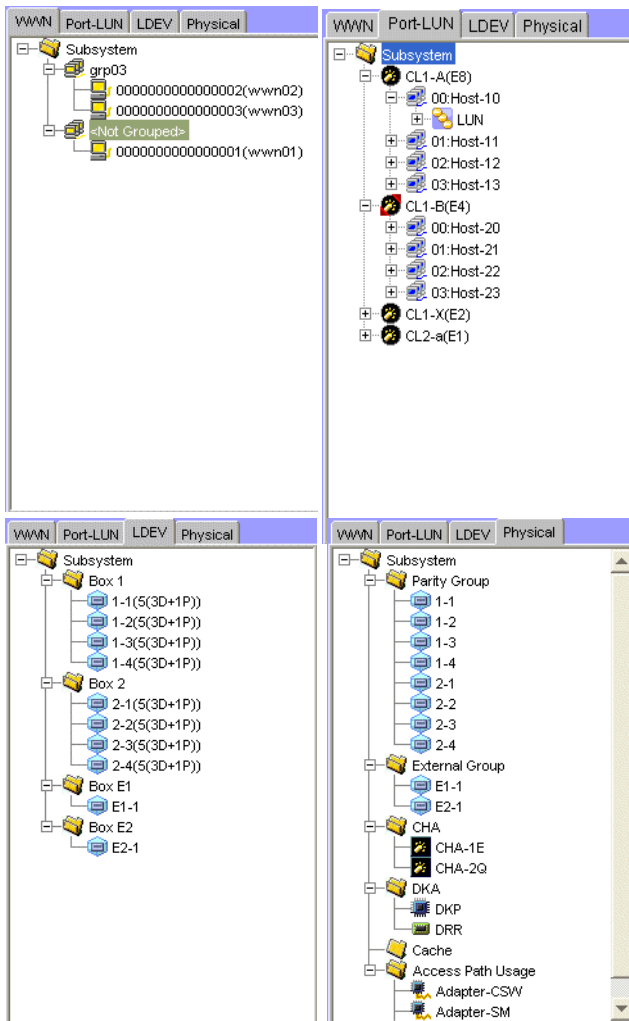 WWN Port-LUN LDEV Physical
Subsystem
grp03
0000000000000002(wwn02)
0000000000000003(wwn03)
<Not Grouped>
0000000000000001(wwn01)
WWN Port-LUN LDEV Physical
Subsystem
CL1-A(E8)
00:Host-10
LUN
01:Host-11
02:Host-12
03:Host-13
CL1-B(E4)
00:Host-20
01:Host-21
02:Host-22
03:Host-23
CL1-X(E2)
CL2-a(E1)
WWN Port-LUN LDEV Physical
Subsystem
Box 1
1-1(5(3D+1P))
1-2(5(3D+1P))
1-3(5(3D+1P))
1-4(5(3D+1P))
Box 2
2-1(5(3D+1P))
2-2(5(3D+1P))
2-3(5(3D+1P))
2-4(5(3D+1P))
Box E1
E1-1
Box E2
E2-1
WWN Port-LUN LDEV Physical
Subsystem
Parity Group
1-1
1-2
1-3
1-4
2-1
2-2
2-3
2-4
External Group
E1-1
E2-1
CHA
CHA-1E
CHA-2Q
DKA
DKP
DRR
Cache
Access Path Usage
Adapter-CSW
Adapter-SM